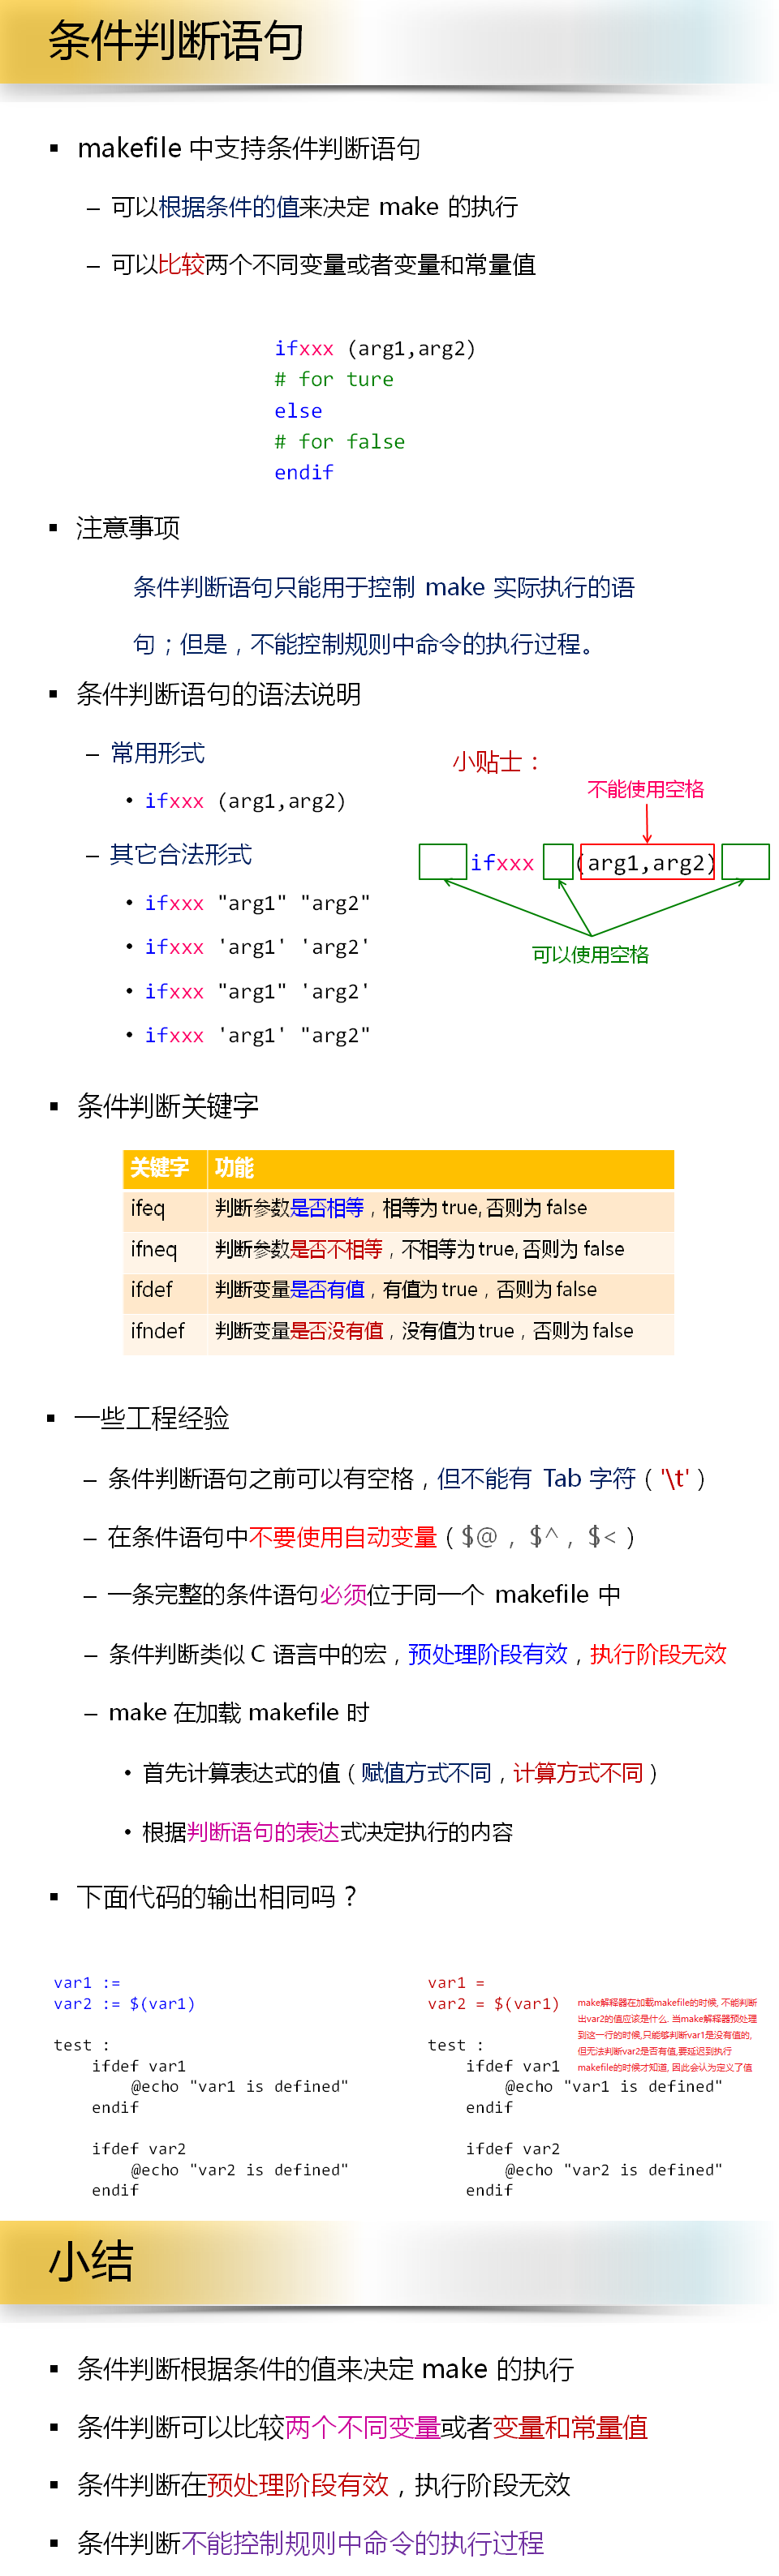 条件判断语句
▪ makefile 中支持条件判断语句
– 可以根据条件的值来决定 make 的执行
– 可以比较两个不同变量或者变量和常量值
ifxxx (arg1,arg2)
# for ture
else
# for false
endif
▪ 注意事项
条件判断语句只能用于控制 make 实际执行的语
句；但是，不能控制规则中命令的执行过程。
▪ 条件判断语句的语法说明
– 常用形式
• ifxxx (arg1,arg2)
– 其它合法形式
• ifxxx "arg1" "arg2"
• ifxxx 'arg1' 'arg2'
• ifxxx "arg1" 'arg2'
• ifxxx 'arg1' "arg2"
小贴士：
不能使用空格
ifxxx (arg1,arg2)
可以使用空格
▪ 条件判断关键字
关键字 功能
ifeq 判断参数是否相等，相等为 true, 否则为 false
ifneq 判断参数是否不相等，不相等为 true, 否则为 false
ifdef 判断变量是否有值，有值为 true，否则为 false
ifndef 判断变量是否没有值，没有值为 true，否则为 false
▪ 一些工程经验
– 条件判断语句之前可以有空格，但不能有 Tab 字符（'\t'）
– 在条件语句中不要使用自动变量（$@，$^，$<）
– 一条完整的条件语句必须位于同一个 makefile 中
– 条件判断类似 C 语言中的宏，预处理阶段有效，执行阶段无效
– make 在加载 makefile 时
• 首先计算表达式的值（赋值方式不同，计算方式不同）
• 根据判断语句的表达式决定执行的内容
▪ 下面代码的输出相同吗？
var1 :=
var2 := $(var1)
test :
ifdef var1
@echo "var1 is defined"
endif
ifdef var2
@echo "var2 is defined"
endif
var1 =
var2 = $(var1)
test :
ifdef var1
@echo "var1 is defined"
endif
ifdef var2
@echo "var2 is defined"
endif
make解释器在加载makefile的时候, 不能判断
出var2的值应该是什么. 当make解释器预处理
到这一行的时候,只能够判断var1是没有值的,
但无法判断var2是否有值,要延迟到执行
makefile的时候才知道, 因此会认为定义了值
小结
▪ 条件判断根据条件的值来决定 make 的执行
▪ 条件判断可以比较两个不同变量或者变量和常量值
▪ 条件判断在预处理阶段有效，执行阶段无效
▪ 条件判断不能控制规则中命令的执行过程